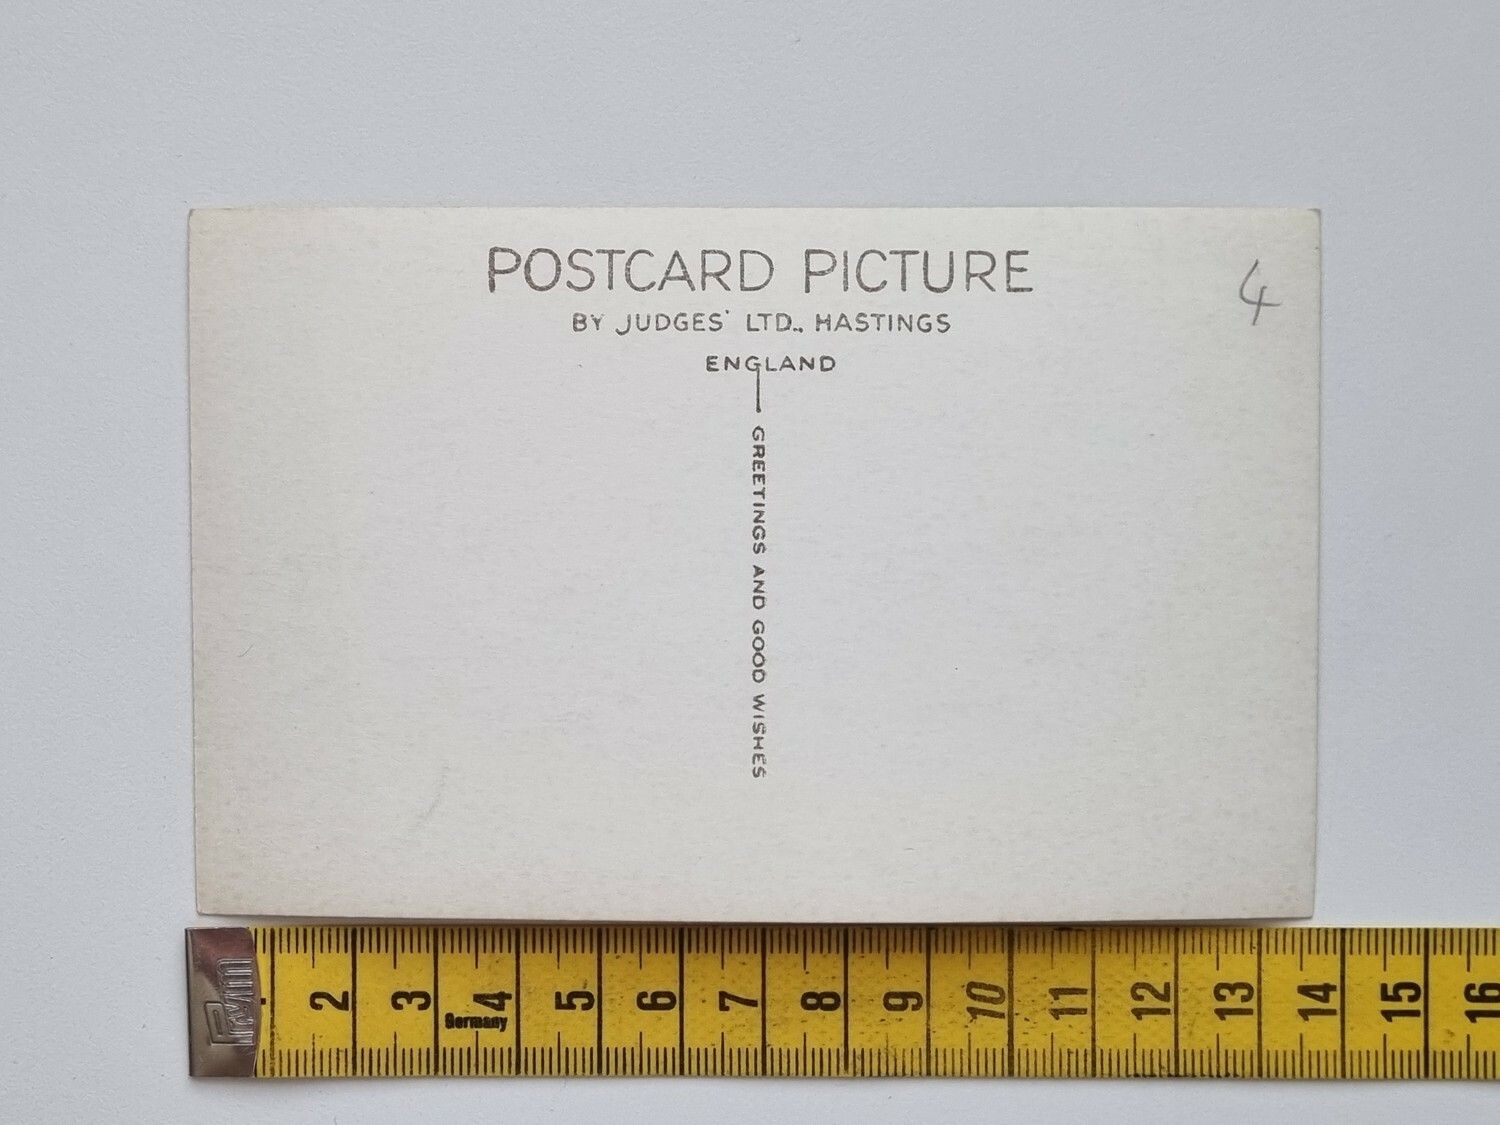 POSTCARD PICTURE
4
BY JUDGES' LTD., HASTINGS
ENGLAND
GREETINGS AND GOOD WISHES
Prym
2 3 4 5 6 7 8 9 10 11 12 13 14 15 16
Germany